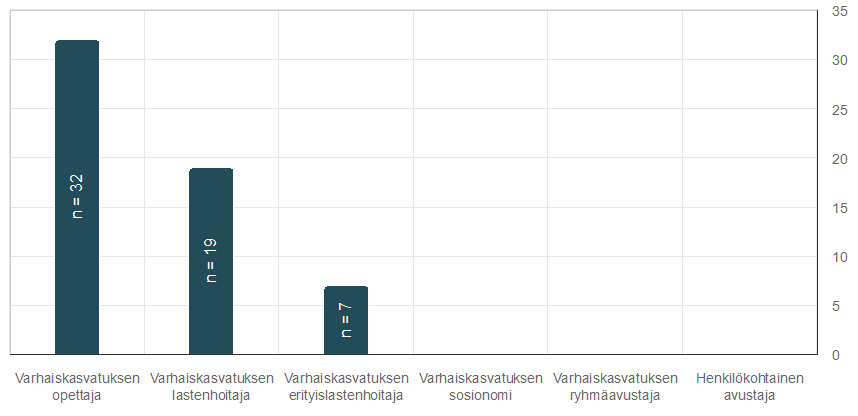 35
30
25
20
15
10
5
0
n = 32
n = 19
n = 7
Varhaiskasvatuksen
opettaja
Varhaiskasvatuksen
lastenhoitaja
Varhaiskasvatuksen
erityislastenhoitaja
Varhaiskasvatuksen
sosionomi
Varhaiskasvatuksen
ryhmäavustaja
Henkilökohtainen
avustaja